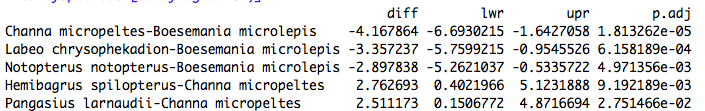 diff lwr upr p.adj
Channa micropeltes-Boesemania microlepis -4.167864 -6.6930215 -1.6427058 1.813262e-05
Labeo chrysophekadion-Boesemania microlepis -3.357237 -5.7599215 -0.9545526 6.158189e-04
Notopterus notopterus-Boesemania microlepis -2.897838 -5.2621037 -0.5335722 4.971356e-03
Hemibagrus spilopterus-Channa micropeltes 2.762693 0.4021966 5.1231888 9.192189e-03
Pangasius larnaudii-Channa micropeltes 2.511173 0.1506772 4.8716694 2.751466e-02